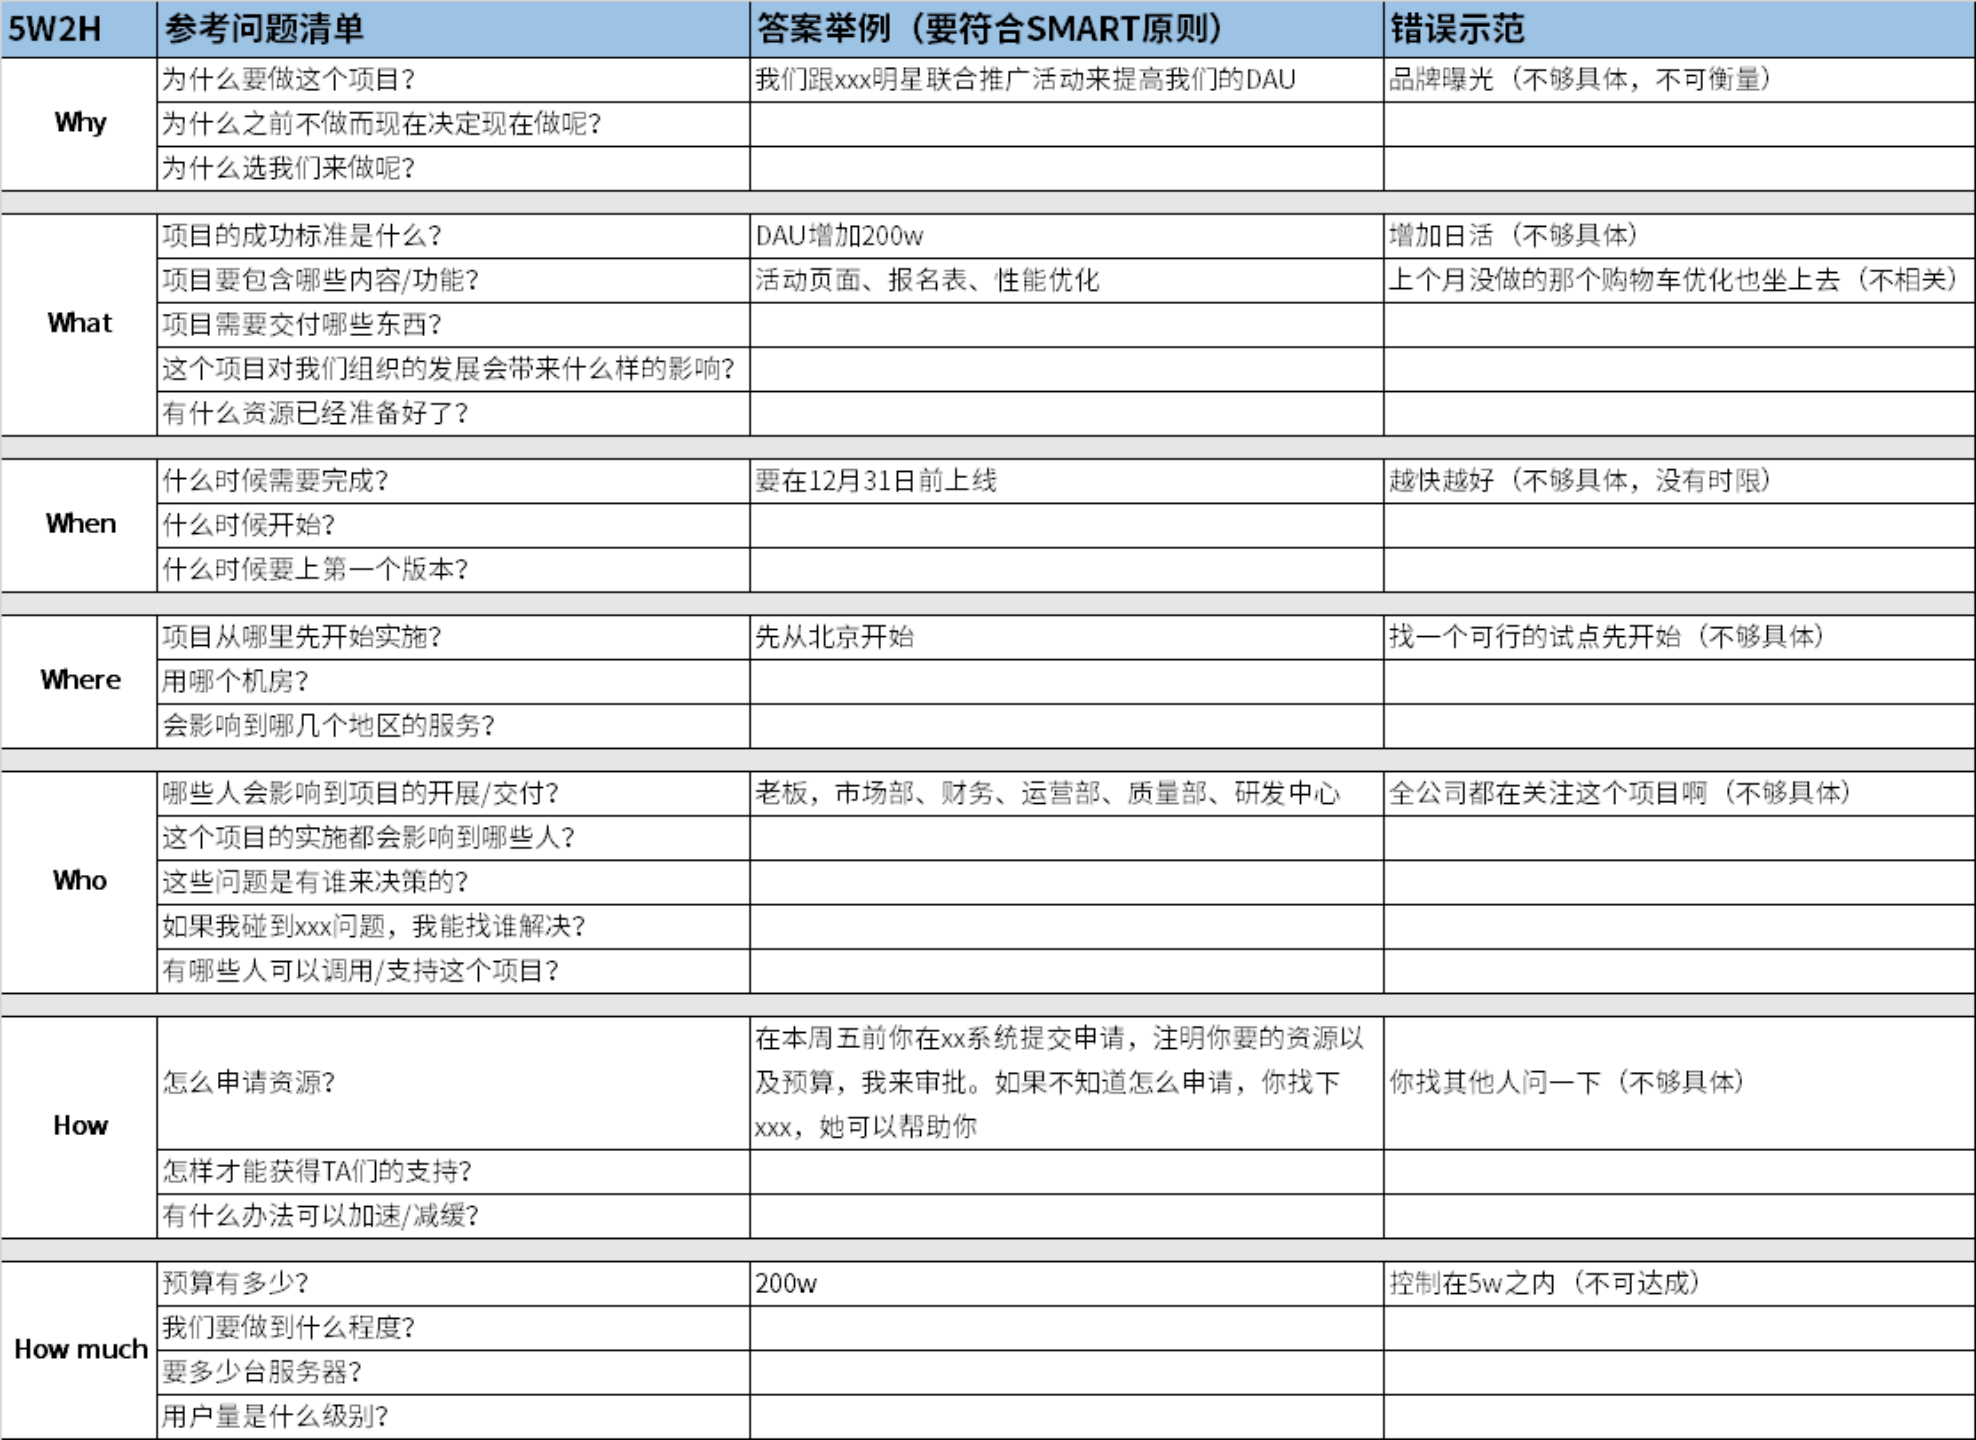 5W2H 参考问题清单 答案举例（要符合SMART原则） 错误示范
Why
为什么要做这个项目？ 我们跟xxx明星联合推广活动来提高我们的DAU 品牌曝光（不够具体，不可衡量）
为什么之前不做而现在决定现在做呢？
为什么选我们来做呢？
What
项目的成功标准是什么？ DAU增加200w 增加日活（不够具体）
项目要包含哪些内容/功能？ 活动页面、报名表、性能优化 上个月没做的那个购物车优化也坐上去（不相关）
项目需要交付哪些东西？
这个项目对我们组织的发展会带来什么样的影响？
有什么资源已经准备好了？
When
什么时候需要完成？ 要在12月31日前上线 越快越好（不够具体，没有时限）
什么时候开始？
什么时候要上第一个版本？
Where
项目从哪里先开始实施？ 先从北京开始 找一个可行的试点先开始（不够具体）
用哪个机房？
会影响到哪几个地区的服务？
Who
哪些人会影响到项目的开展/交付？ 老板，市场部、财务、运营部、质量部、研发中心 全公司都在关注这个项目啊（不够具体）
这个项目的实施都会影响到哪些人？
这些问题是有谁来决策的？
如果我碰到xxx问题，我能找谁解决？
有哪些人可以调用/支持这个项目？
How
怎么申请资源？
在本周五前你在xx系统提交申请，注明你要的资源以
及预算，我来审批。如果不知道怎么申请，你找下
xxx，她可以帮助你
你找其他人问一下（不够具体）
怎样才能获得TA们的支持？
有什么办法可以加速/减缓？
How much
预算有多少？ 200w 控制在5w之内（不可达成）
我们要做到什么程度？
要多少台服务器？
用户量是什么级别？